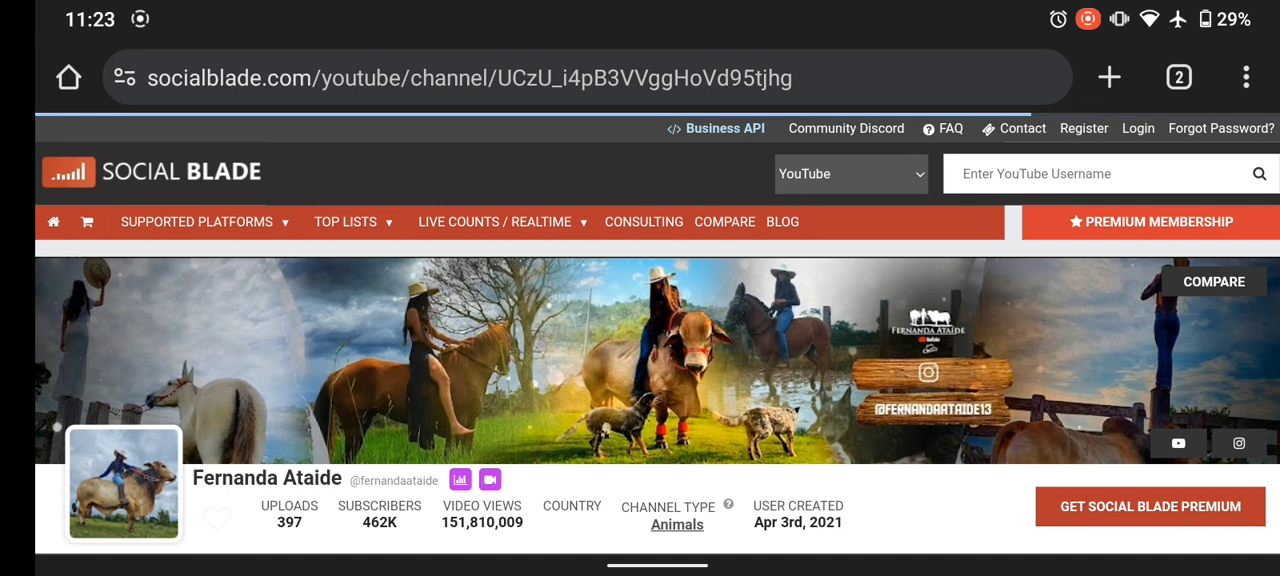 11:23
29%
socialblade.com/youtube/channel/UCzU_i4pB3VVggHoVd95tjhg
2
</> Business API Community Discord FAQ Contact Register Login Forgot Password?
SOCIAL BLADE
YouTube
Enter YouTube Username
SUPPORTED PLATFORMS TOP LISTS LIVE COUNTS / REALTIME CONSULTING COMPARE BLOG
PREMIUM MEMBERSHIP
COMPARE
FERNANDA ATAÍDE
@FERNANDAATAIDE13
Fernanda Ataide @fernandaataide
UPLOADS SUBSCRIBERS VIDEO VIEWS COUNTRY CHANNEL TYPE ? USER CREATED
397 462K 151,810,009 Animals Apr 3rd, 2021
GET SOCIAL BLADE PREMIUM